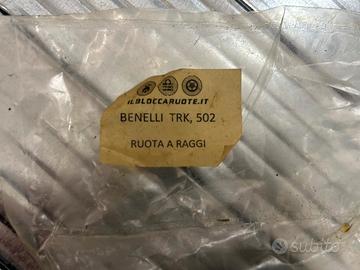 ILBLOCCARUOTE.IT
BENELLI TRK, 502
RUOTA A RAGGI
subito